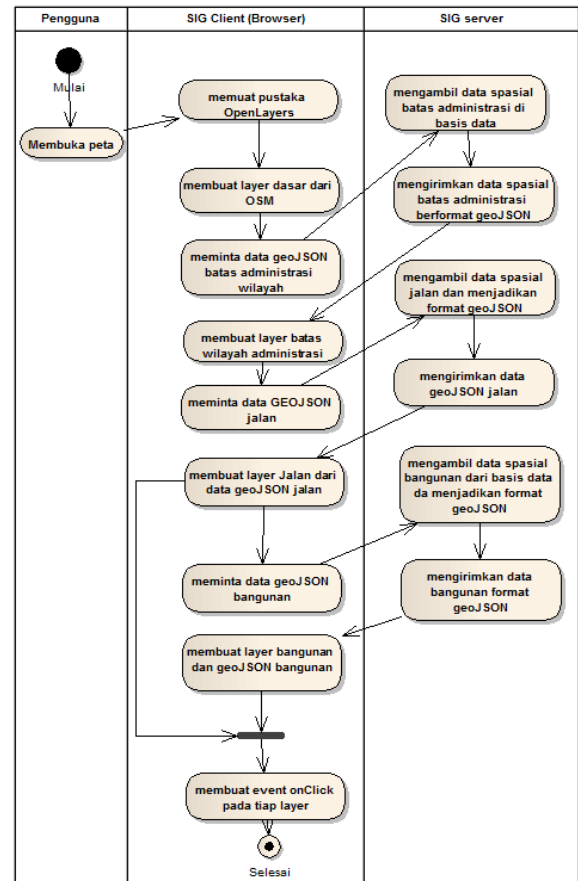 Pengguna
SIG Client (Browser)
SIG server
Mulai
Membuka peta
memuat pustaka
OpenLayers
membuat layer dasar dari
OSM
meminta data geoJSON
batas administrasi
wilayah
mengambil data spasial
batas administrasi di
basis data
mengirimkan data spasial
batas administrasi
berformat geoJSON
membuat layer batas
wilayah administrasi
meminta data GEOJSON
jalan
mengambil data spasial
jalan dan menjadikan
format geoJSON
mengirimkan data
geoJSON jalan
membuat layer Jalan dari
data geoJSON jalan
meminta data geoJSON
bangunan
mengambil data spasial
bangunan dari basis data
da menjadikan format
geoJSON
mengirimkan data
bangunan format
geoJSON
membuat layer bangunan
dan geoJSON bangunan
membuat event onClick
pada tiap layer
Selesai